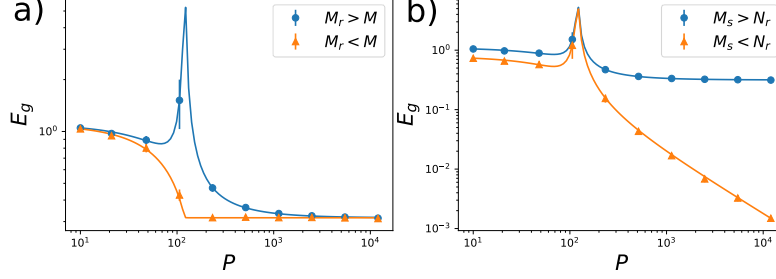 a)
M_r > M
M_r < M
E_g
10^0
10^1
10^2
10^3
10^4
P
b)
M_s > N_r
M_s < N_r
E_g
10^0
10^-1
10^-2
10^-3
10^1
10^2
10^3
10^4
P